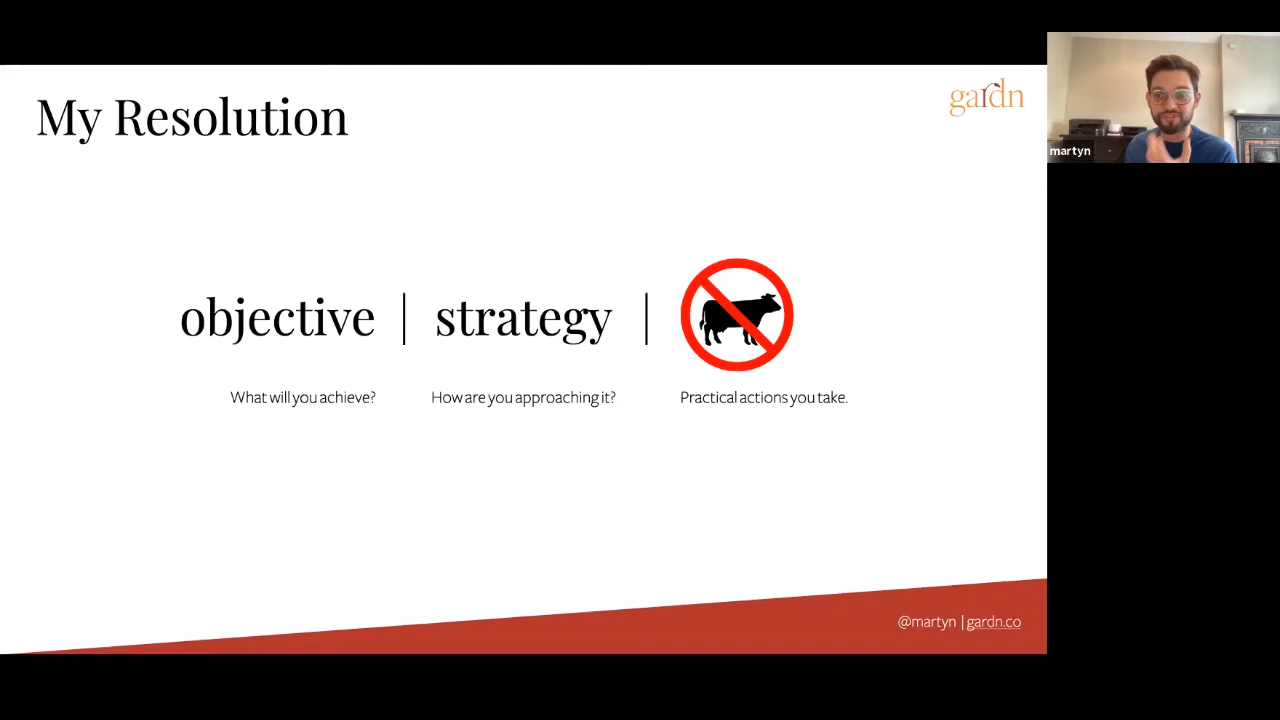 My Resolution
gardn
martyn
objective | strategy |
What will you achieve?
How are you approaching it?
Practical actions you take.
@martyn | gardn.co